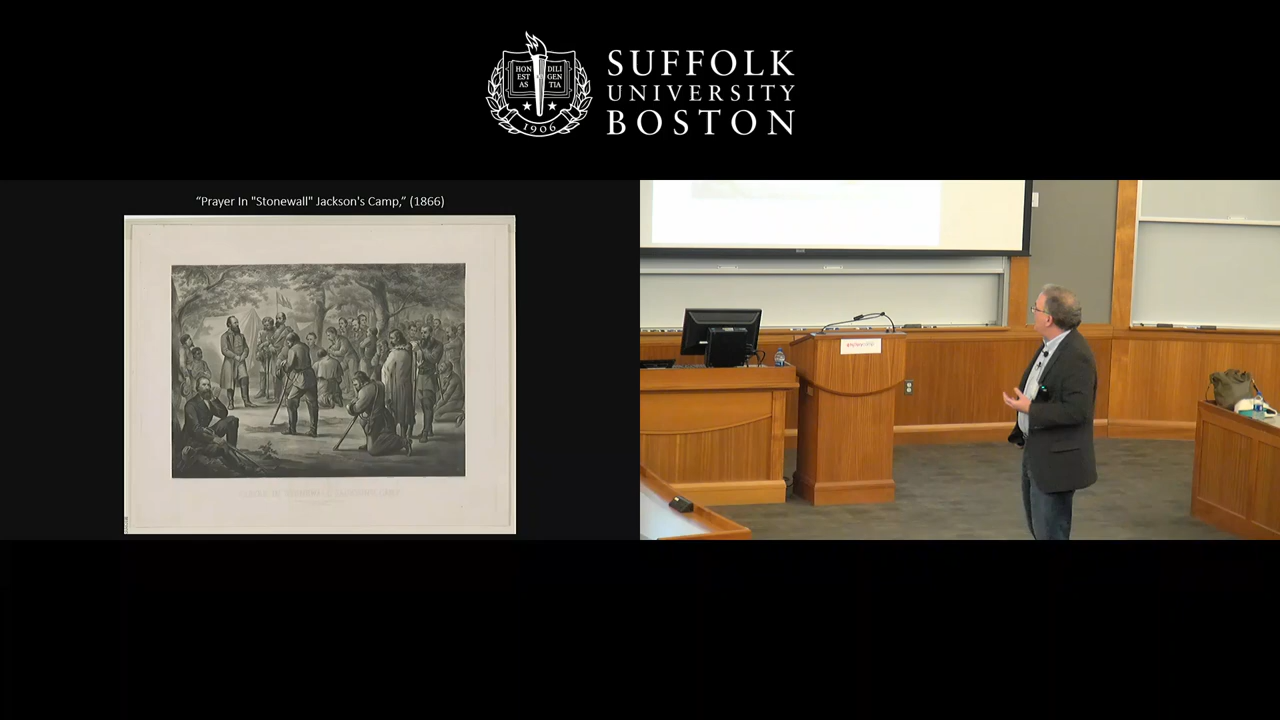 HON
EST
AS
DILI
GEN
TIA
1906
SUFFOLK
UNIVERSITY
BOSTON
“Prayer In "Stonewall" Jackson's Camp,” (1866)